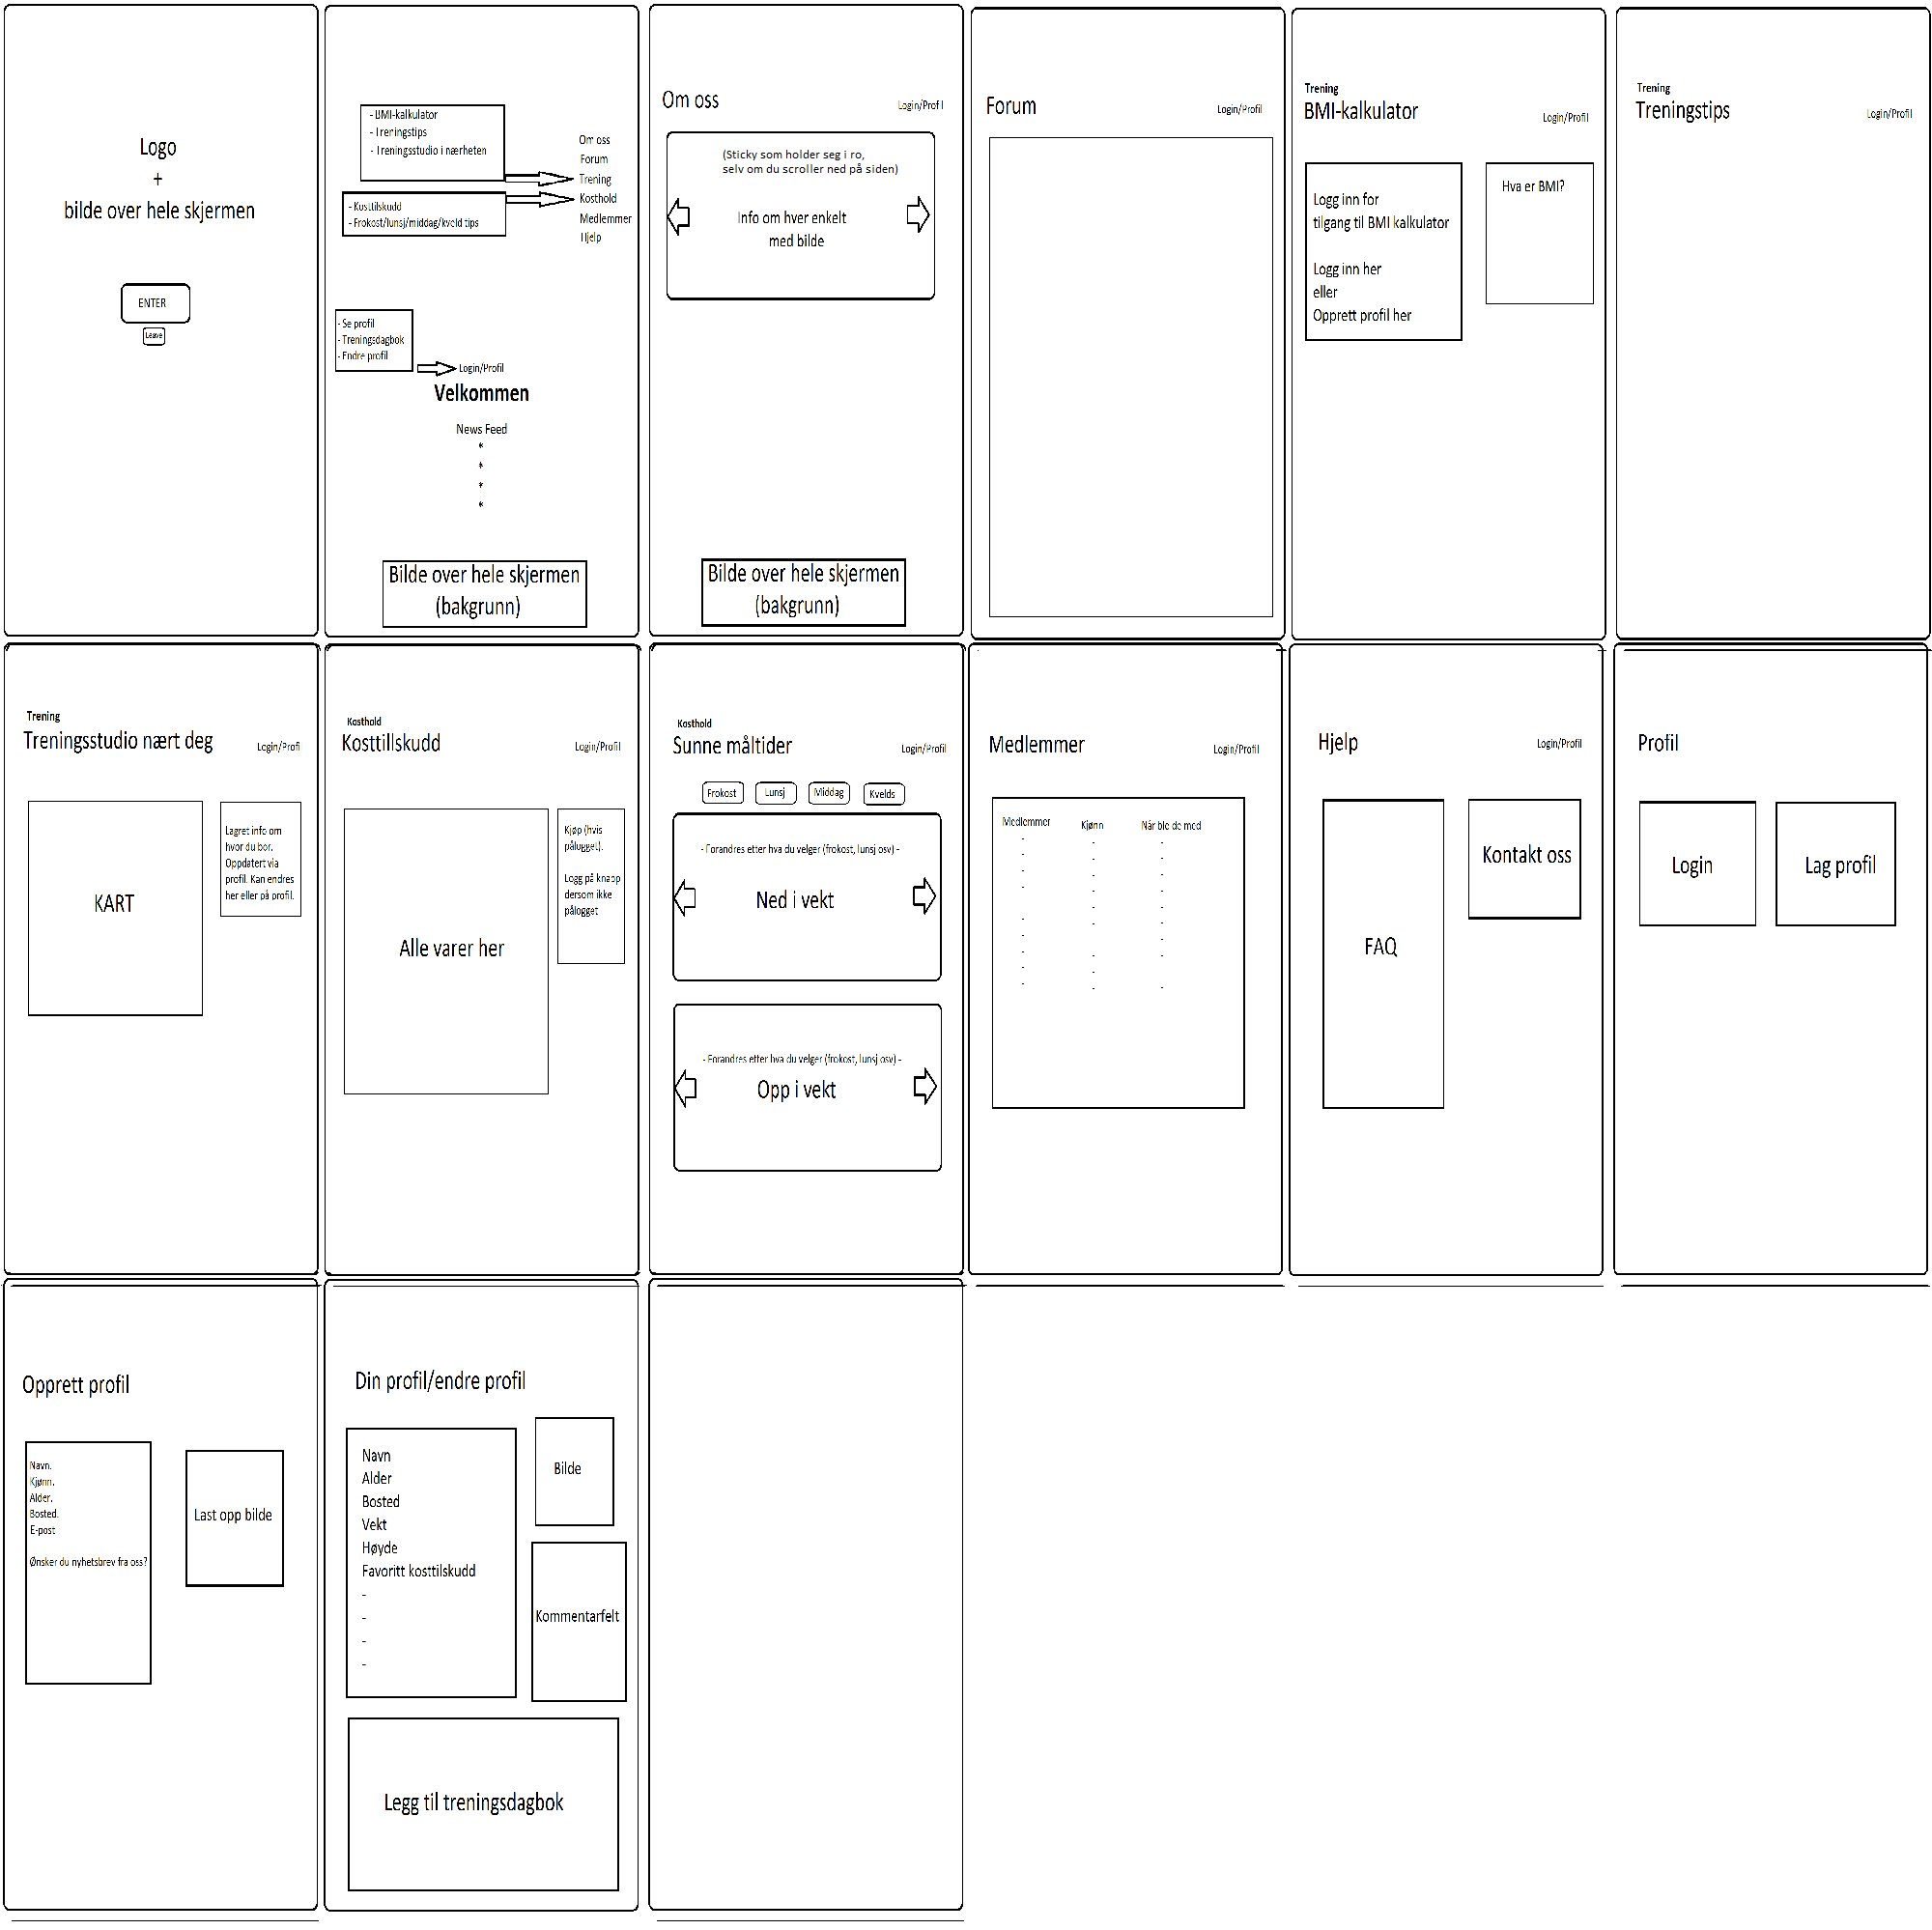 Logo
+
bilde over hele skjermen
ENTER
Leave
- BMI-kalkulator
- Treningstips
- Treningsstudio i nærheten
- Kosttilskudd
- Frokost/lunsj/middag/kveld tips
Om oss
Forum
Trening
Kosthold
Medlemmer
Hjelp
- Se profil
- Treningsdagbok
- Endre profil
Login/Profil
Velkommen
News Feed
*
*
*
*
Bilde over hele skjermen
(bakgrunn)
Om oss
Login/Profil
(Sticky som holder seg i ro,
selv om du scroller ned på siden)
Info om hver enkelt
med bilde
Bilde over hele skjermen
(bakgrunn)
Forum
Login/Profil
Trening
BMI-kalkulator
Login/Profil
Logg inn for
tilgang til BMI kalkulator
Logg inn her
eller
Opprett profil her
Hva er BMI?
Trening
Treningstips
Login/Profil
Trening
Treningsstudio nært deg
Login/Profil
KART
Lagret info om
hvor du bor.
Oppdatert via
profil. Kan endres
her eller på profil.
Kosthold
Kosttillskudd
Login/Profil
Alle varer her
Kjøp (hvis
pålogget).
Logg på knapp
dersom ikke
pålogget
Kosthold
Sunne måltider
Login/Profil
Frokost
Lunsj
Middag
Kvelds
- Forandres etter hva du velger (frokost, lunsj osv) -
Ned i vekt
- Forandres etter hva du velger (frokost, lunsj osv) -
Opp i vekt
Medlemmer
Login/Profil
Medlemmer Kjønn Når ble de med
Hjelp
Login/Profil
FAQ
Kontakt oss
Profil
Login
Lag profil
Opprett profil
Navn.
Kjønn.
Alder.
Bosted.
E-post
Ønsker du nyhetsbrev fra oss?
Last opp bilde
Din profil/endre profil
Navn
Alder
Bosted
Vekt
Høyde
Favoritt kosttilskudd
-
-
-
-
Bilde
Kommentarfelt
Legg til treningsdagbok